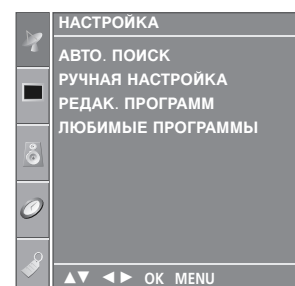 НАСТРОЙКА
АВТО. ПОИСК
РУЧНАЯ НАСТРОЙКА
РЕДАК. ПРОГРАММ
ЛЮБИМЫЕ ПРОГРАММЫ
▲▼ ◄► OK MENU